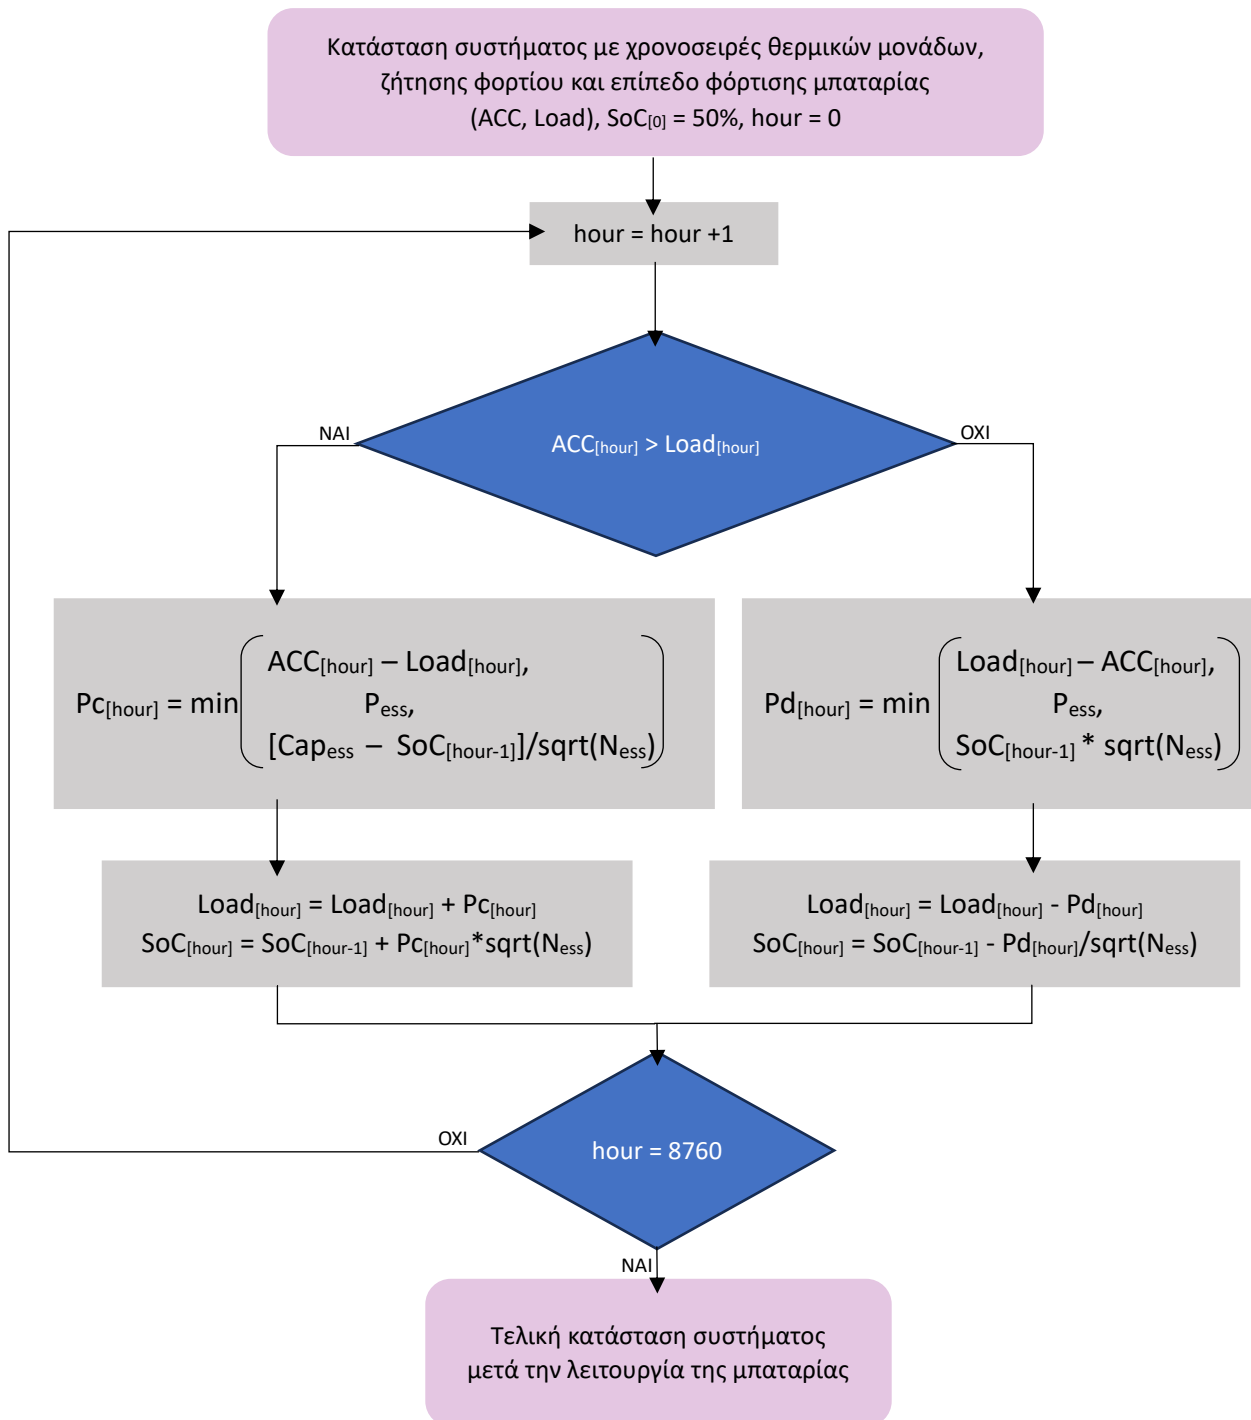 Κατάσταση συστήματος με χρονοσειρές θερμικών μονάδων,
ζήτησης φορτίου και επίπεδο φόρτισης μπαταρίας
(ACC, Load), SoC[0] = 50%, hour = 0
hour = hour +1
ΝΑΙ
ΟΧΙ
ACC[hour] > Load[hour]
ACC[hour] – Load[hour],
Pc[hour] = min
Pess,
[Capess – SoC[hour-1]]/sqrt(Ness)
Load[hour] – ACC[hour],
Pd[hour] = min
Pess,
SoC[hour-1] * sqrt(Ness)
Load[hour] = Load[hour] + Pc[hour]
SoC[hour] = SoC[hour-1] + Pc[hour]*sqrt(Ness)
Load[hour] = Load[hour] - Pd[hour]
SoC[hour] = SoC[hour-1] - Pd[hour]/sqrt(Ness)
ΟΧΙ
hour = 8760
ΝΑΙ
Τελική κατάσταση συστήματος
μετά την λειτουργία της μπαταρίας